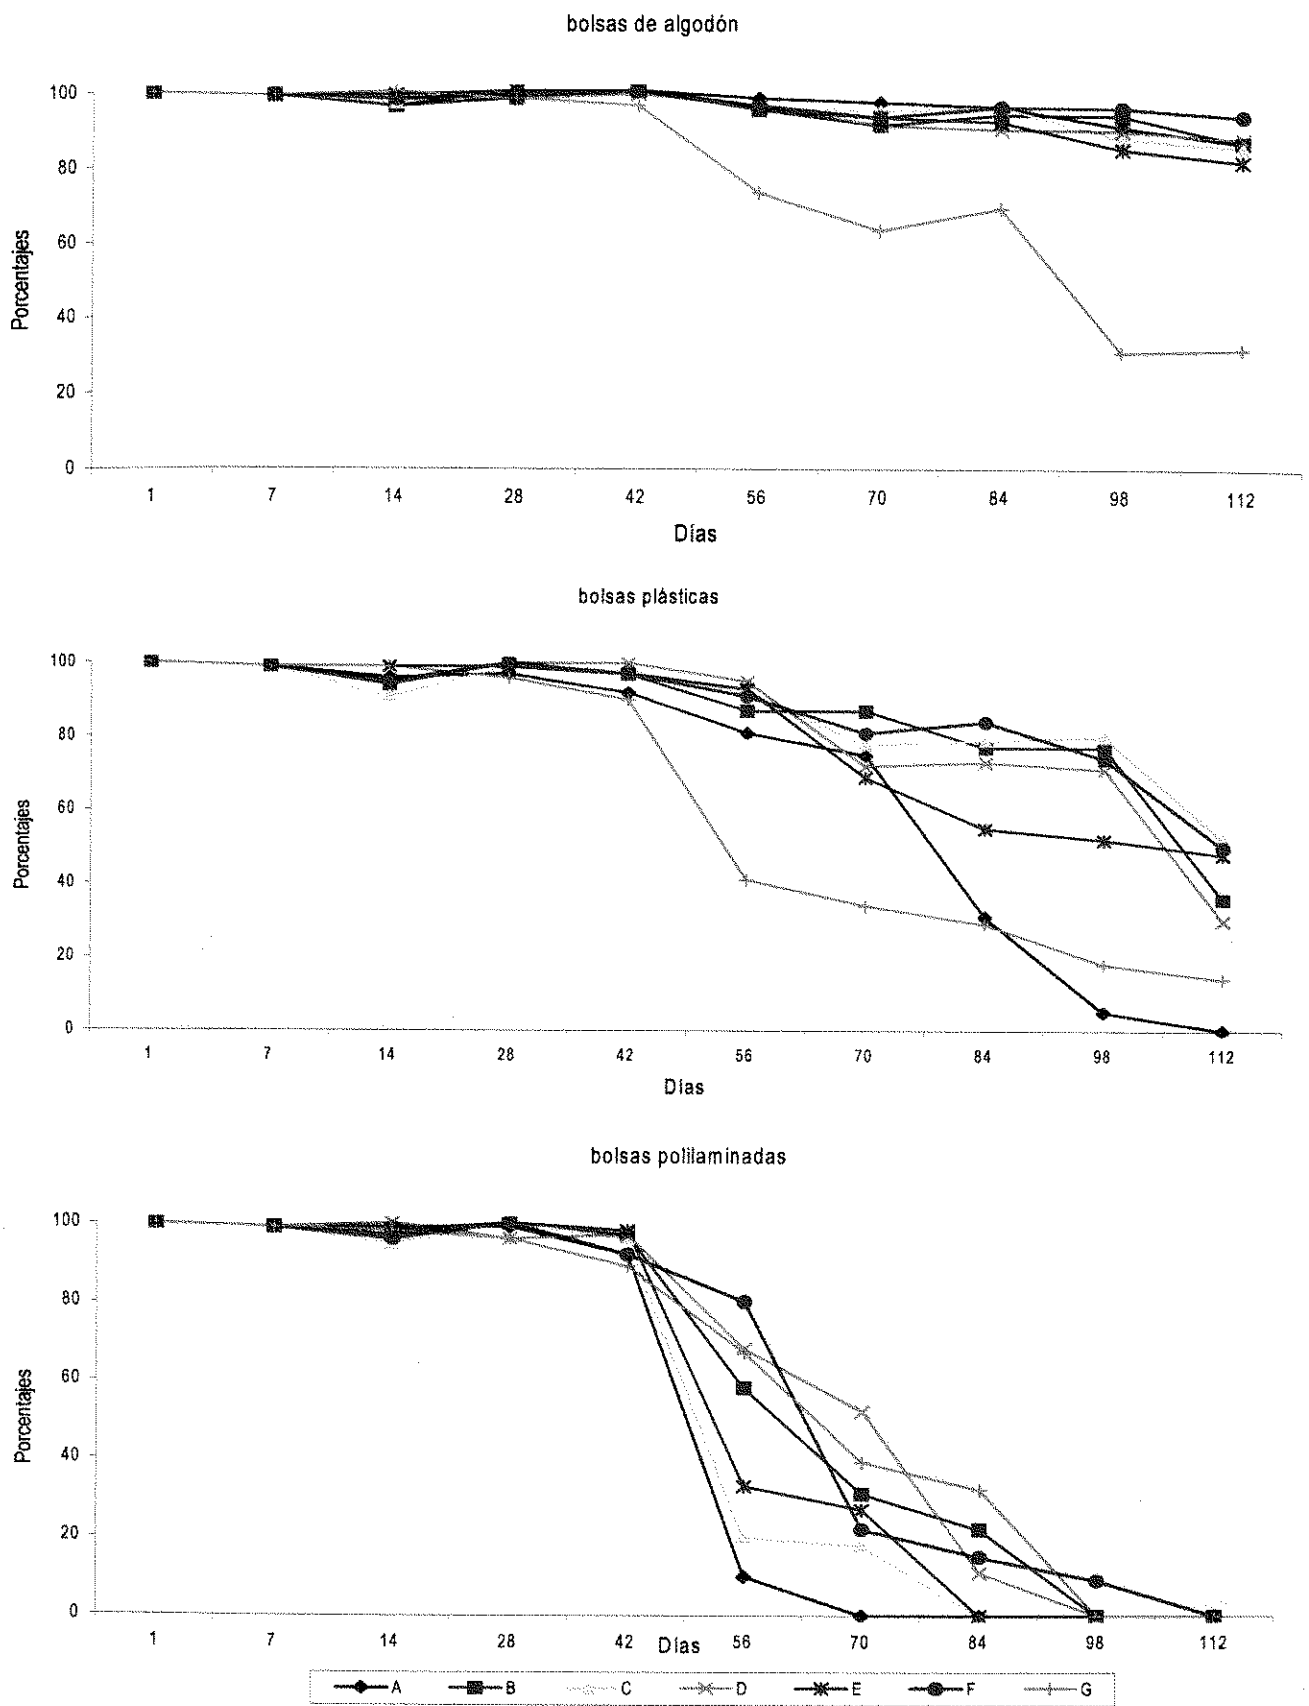 bolsas de algodón
100
80
60
40
20
0
Porcentajes
1 7 14 28 42 56 70 84 98 112
Días
bolsas plásticas
100
80
60
40
20
0
Porcentajes
1 7 14 28 42 56 70 84 98 112
Días
bolsas polilaminadas
100
80
60
40
20
0
Porcentajes
1 7 14 28 42 Días 56 70 84 98 112
A B C D E F G